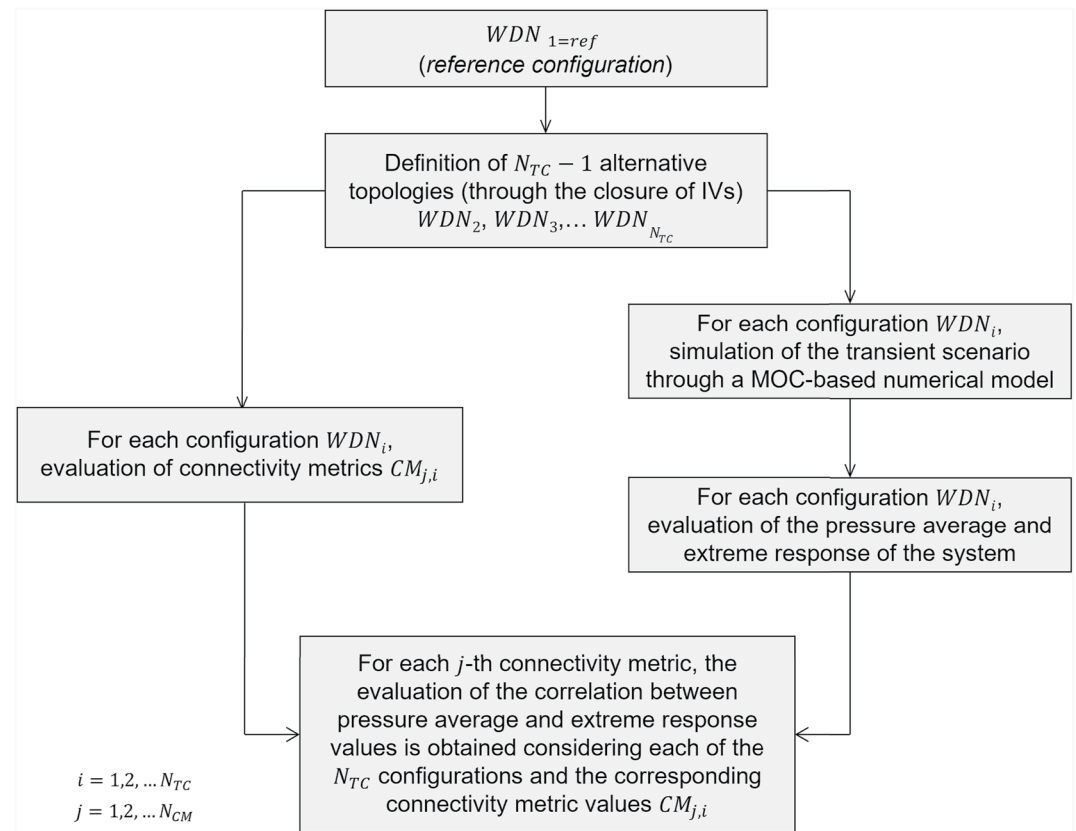 WDN 1=ref
(reference configuration)
Definition of N_TC − 1 alternative
topologies (through the closure of IVs)
WDN_2, WDN_3,… WDN_N_TC
For each configuration WDN_i,
simulation of the transient scenario
through a MOC-based numerical model
For each configuration WDN_i,
evaluation of connectivity metrics CM_j,i
For each configuration WDN_i,
evaluation of the pressure average and
extreme response of the system
For each j-th connectivity metric, the
evaluation of the correlation between
pressure average and extreme response
values is obtained considering each of the
N_TC configurations and the corresponding
connectivity metric values CM_j,i
i = 1,2, … N_TC
j = 1,2, … N_CM